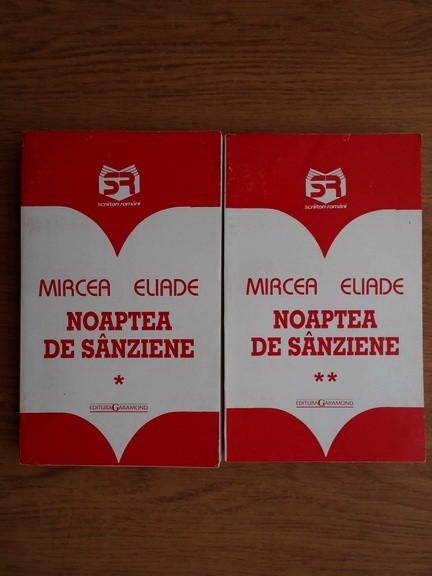 SR
scriitori români
MIRCEA ELIADE
NOAPTEA
DE SÂNZIENE
*
EDITURA GARAMOND
SR
scriitori români
MIRCEA ELIADE
NOAPTEA
DE SÂNZIENE
**
EDITURA GARAMOND